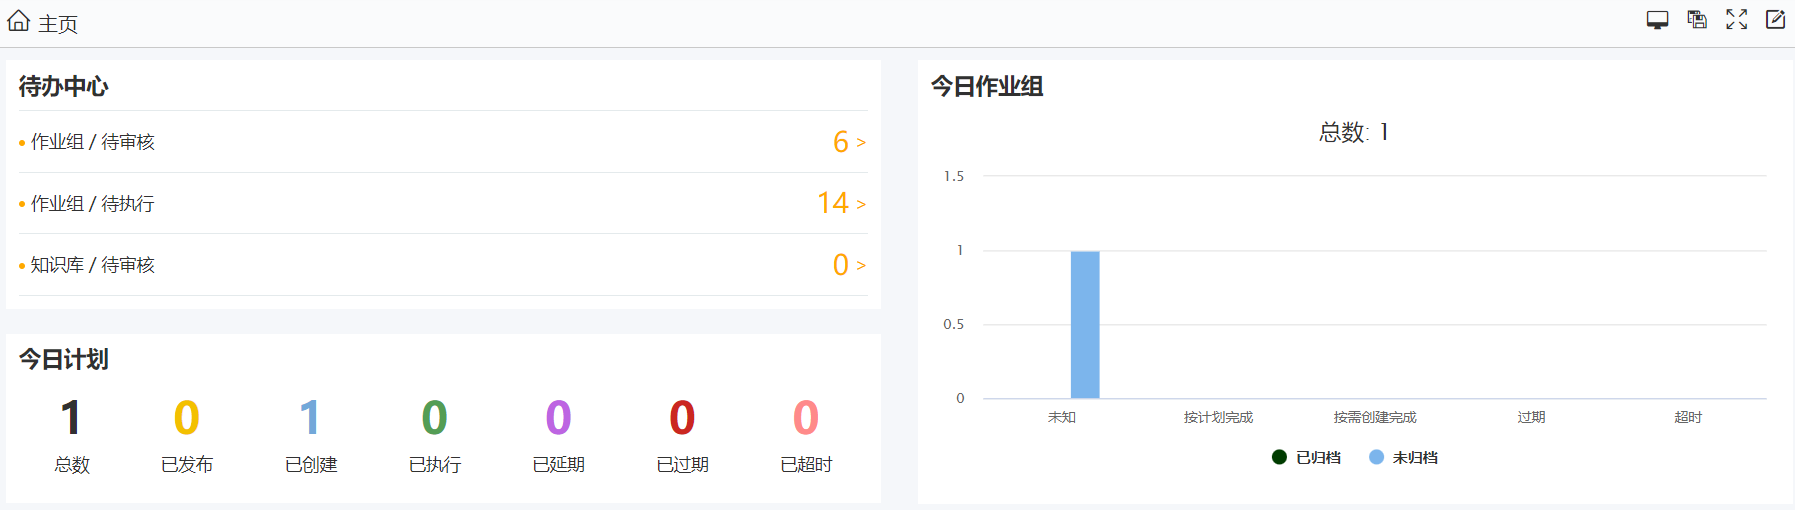 主页
待办中心
作业组 / 待审核 6 >
作业组 / 待执行 14 >
知识库 / 待审核 0 >
今日计划
1 0 1 0 0 0 0
总数 已发布 已创建 已执行 已延期 已过期 已超时
今日作业组
总数: 1
1.5
1
0.5
0
未知 按计划完成 按需创建完成 过期 超时
已归档 未归档